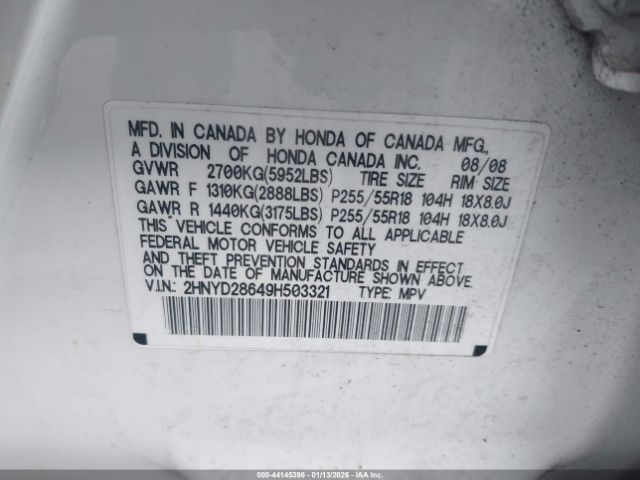 MFD. IN CANADA BY HONDA OF CANADA MFG.,
A DIVISION OF HONDA CANADA INC. 08/08
GVWR 2700KG(5952LBS) TIRE SIZE RIM SIZE
GAWR F 1310KG(2888LBS) P255/55R18 104H 18X8.0J
GAWR R 1440KG(3175LBS) P255/55R18 104H 18X8.0J
THIS VEHICLE CONFORMS TO ALL APPLICABLE
FEDERAL MOTOR VEHICLE SAFETY
AND THEFT PREVENTION STANDARDS IN EFFECT
ON THE DATE OF MANUFACTURE SHOWN ABOVE.
V.I.N.: 2HNYD28649H503321 TYPE: MPV
000-44145396 - 01/13/2026 - IAAI.COM